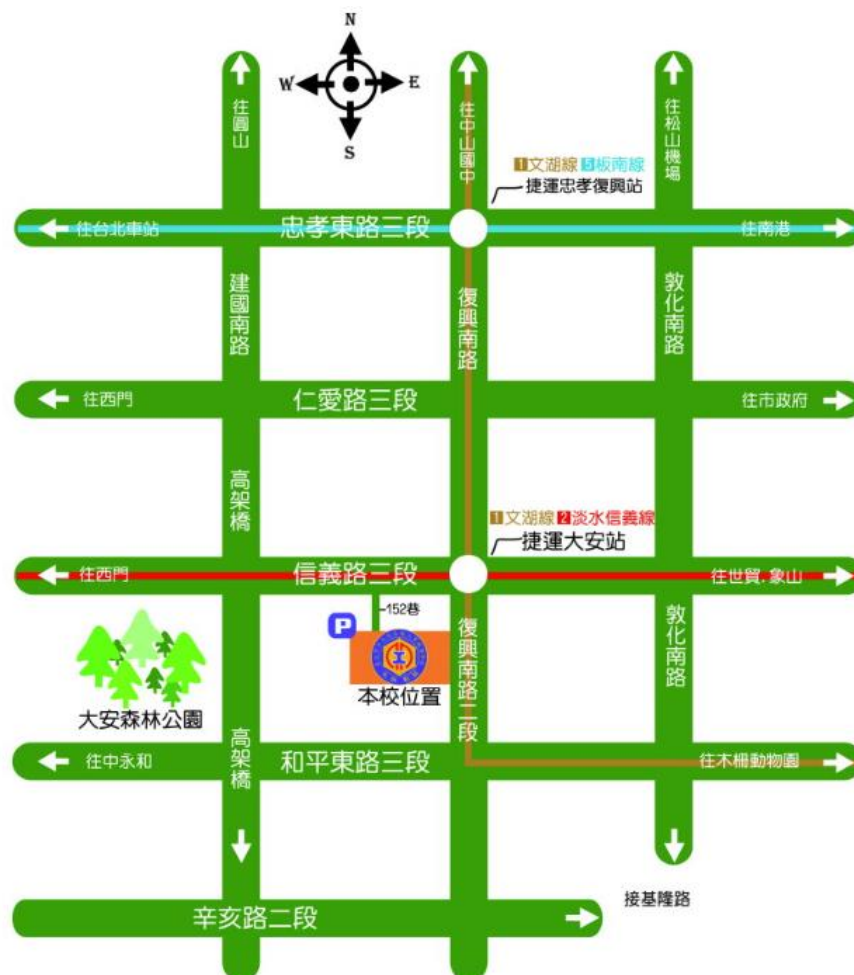 N
W
E
S
往圓山
往中山國中
往松山機場
1文湖線 5板南線
捷運忠孝復興站
往台北車站
忠孝東路三段
往南港
建國南路
復興南路
敦化南路
往西門
仁愛路三段
往市政府
高架橋
1文湖線 2淡水信義線
捷運大安站
往西門
信義路三段
往世貿.象山
152巷
P
復興南路二段
敦化南路
大安森林公園
本校位置
高架橋
往中永和
和平東路三段
往木柵動物園
接基隆路
辛亥路二段